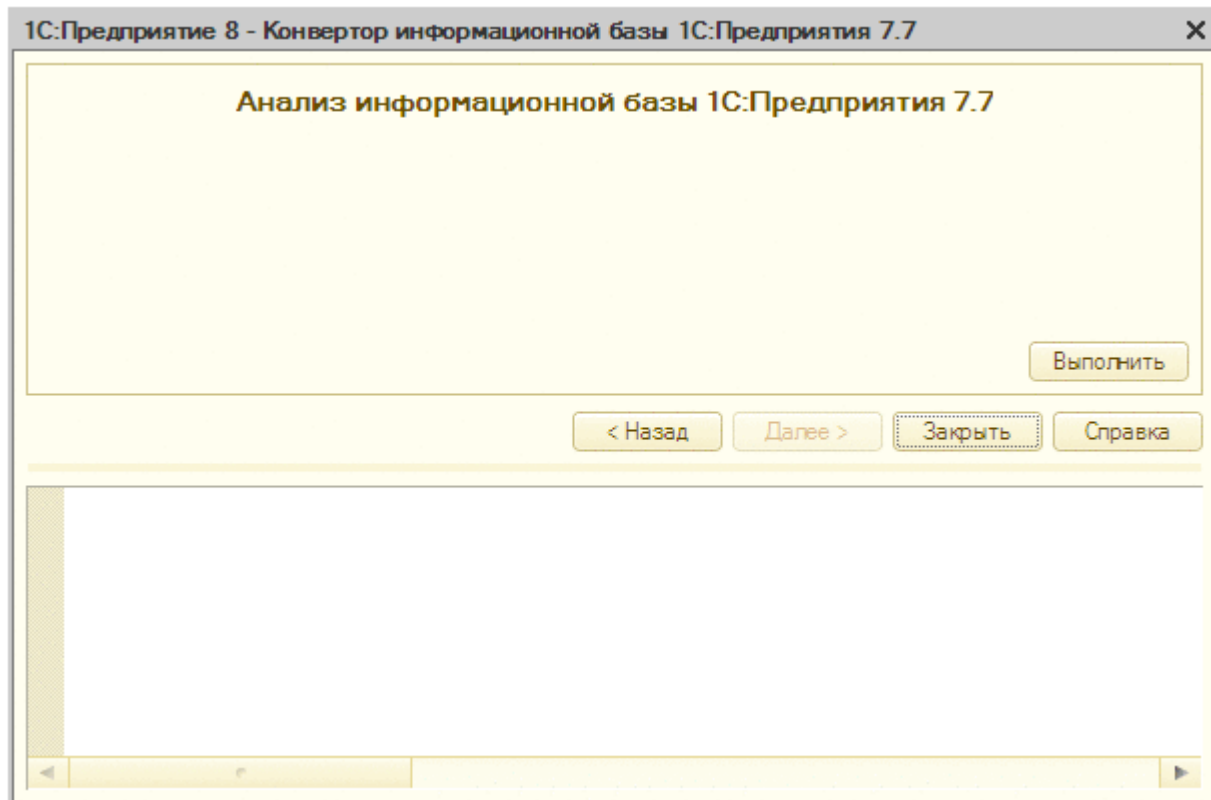 1С:Предприятие 8 - Конвертор информационной базы 1С:Предприятия 7.7
Анализ информационной базы 1С:Предприятия 7.7
Выполнить
< Назад
Далее >
Закрыть
Справка